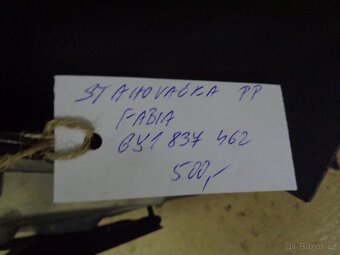 STAHOVAČKA PP
FABIA
6Y1 837 462
500,-
© Bazos.cz